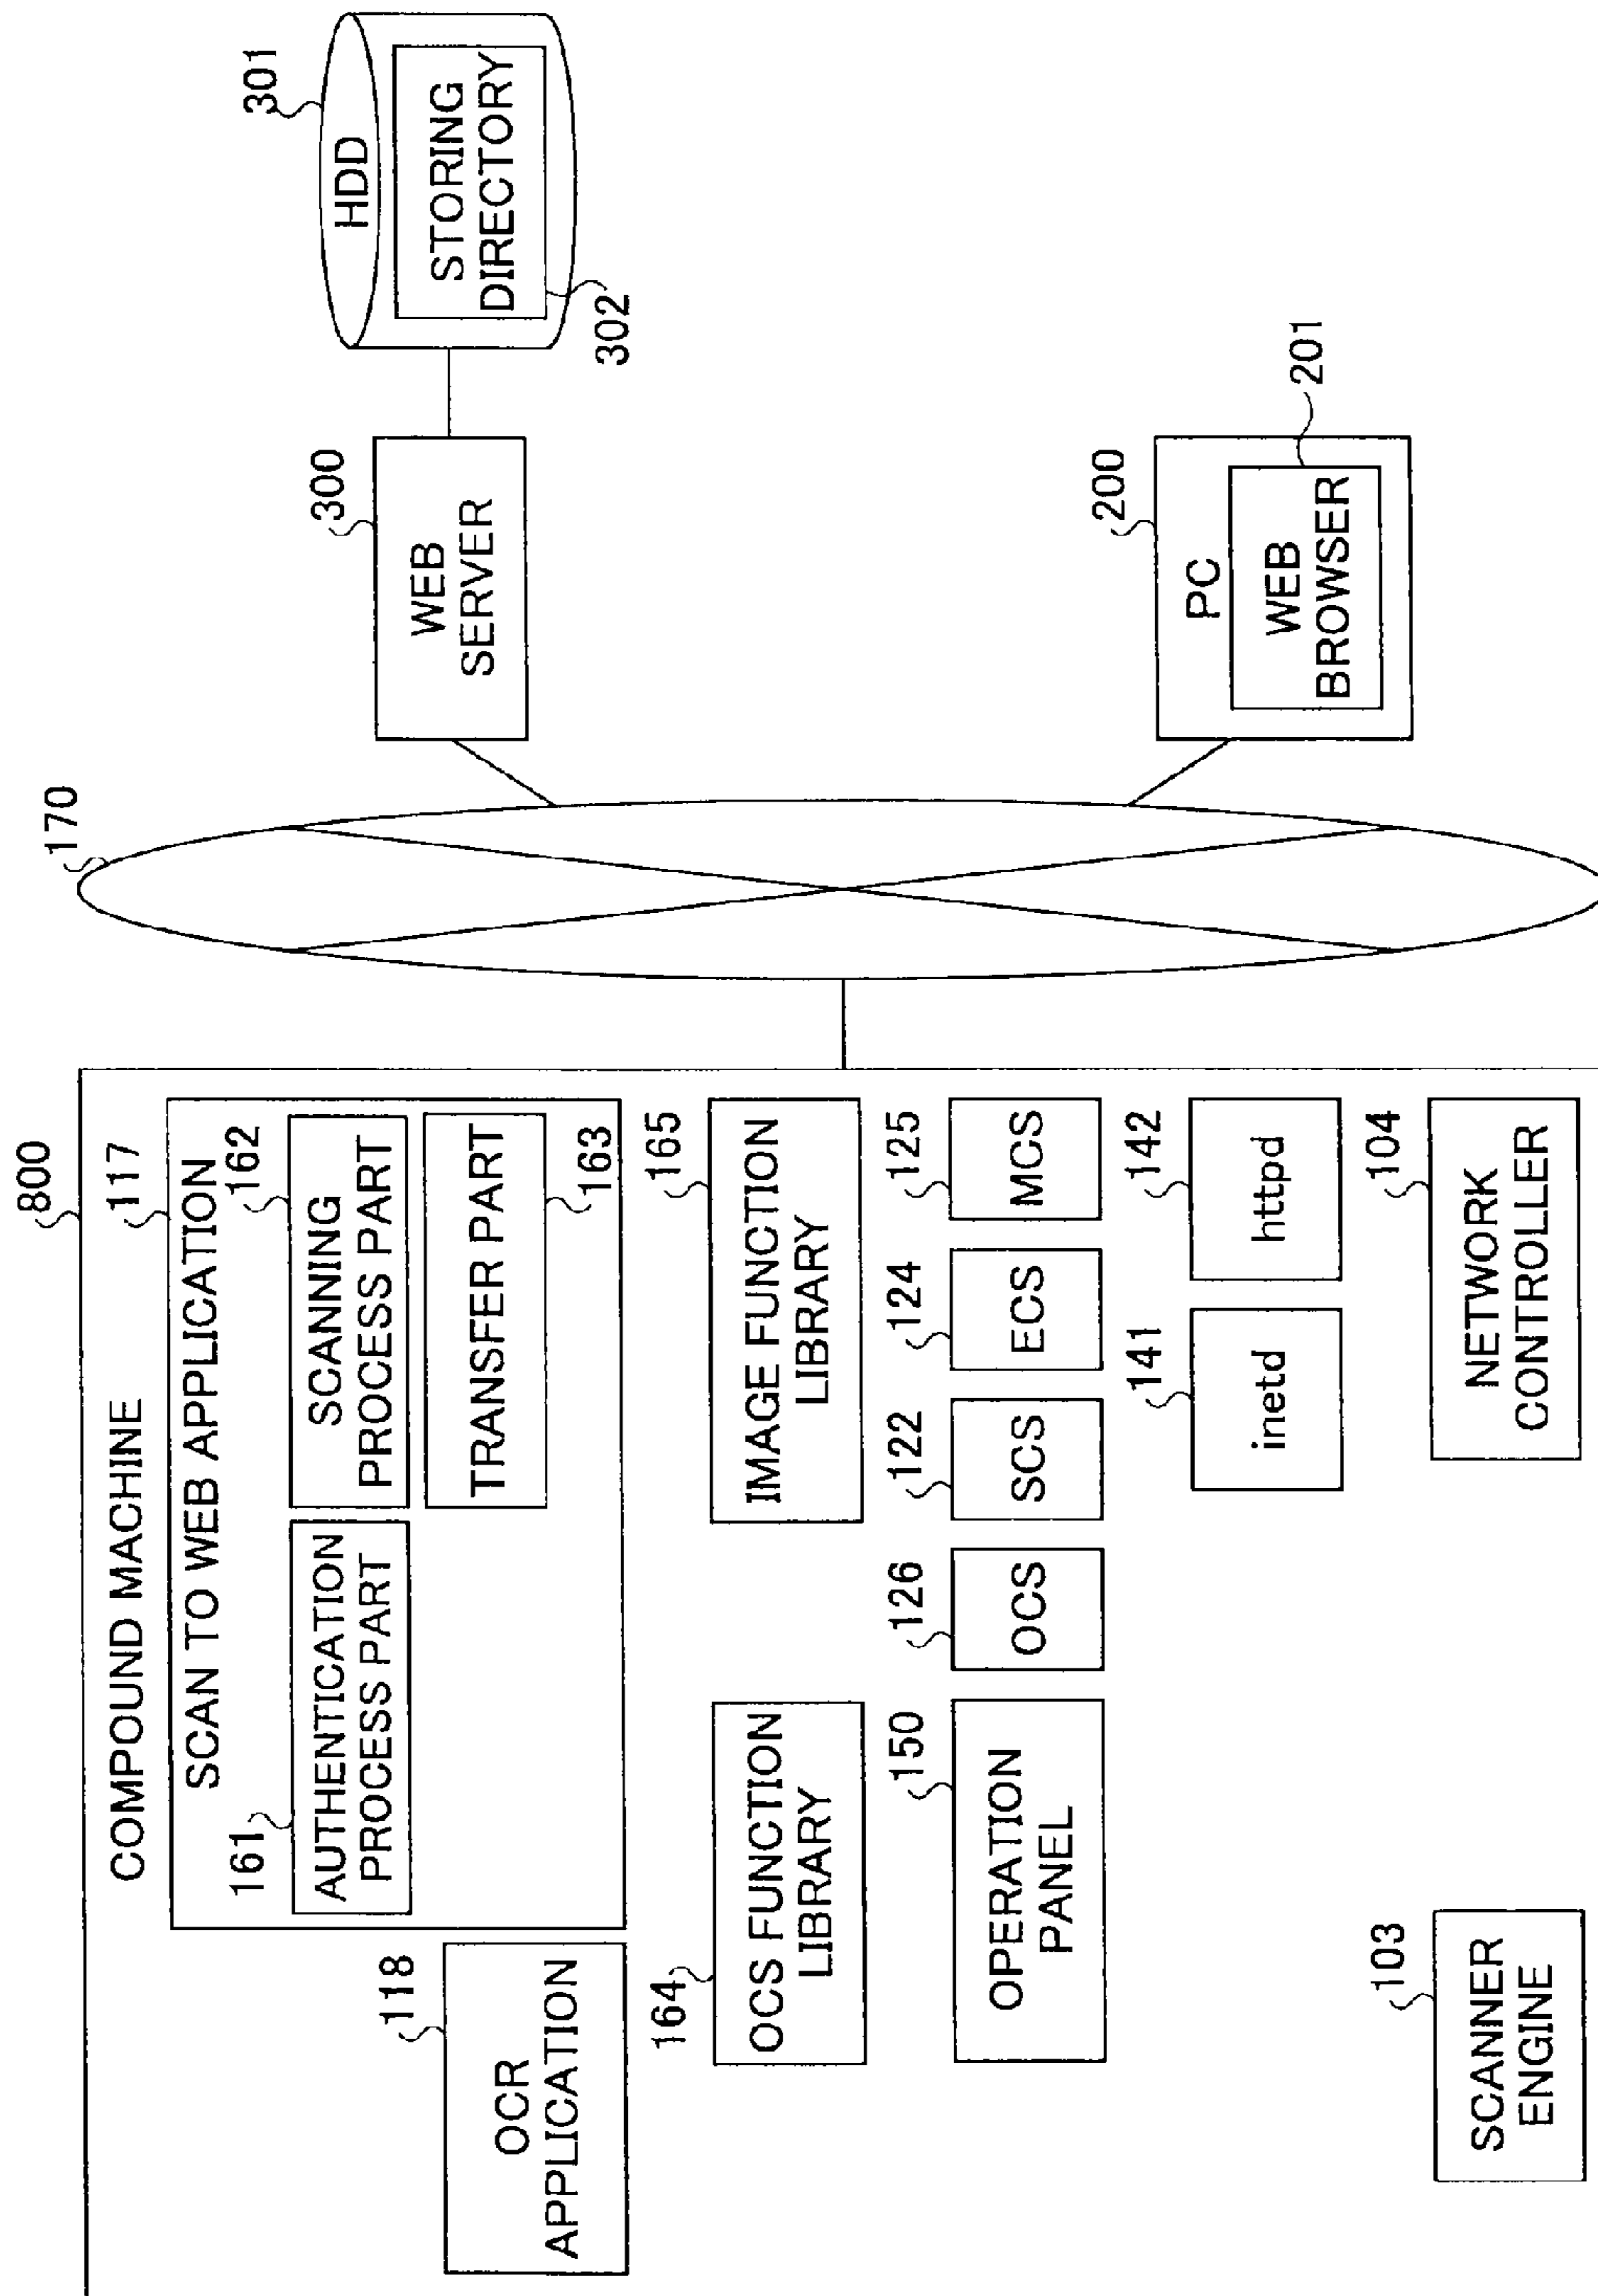 800
COMPOUND MACHINE
117
SCAN TO WEB APPLICATION
161
AUTHENTICATION
PROCESS PART
162
SCANNING
PROCESS PART
TRANSFER PART
163
118
OCR
APPLICATION
164
OCS FUNCTION
LIBRARY
165
IMAGE FUNCTION
LIBRARY
150
OPERATION
PANEL
126
OCS
122
SCS
124
ECS
125
MCS
141
inetd
142
httpd
103
SCANNER
ENGINE
104
NETWORK
CONTROLLER
170
300
WEB
SERVER
301
HDD
STORING
DIRECTORY
302
200
PC
WEB
BROWSER
201